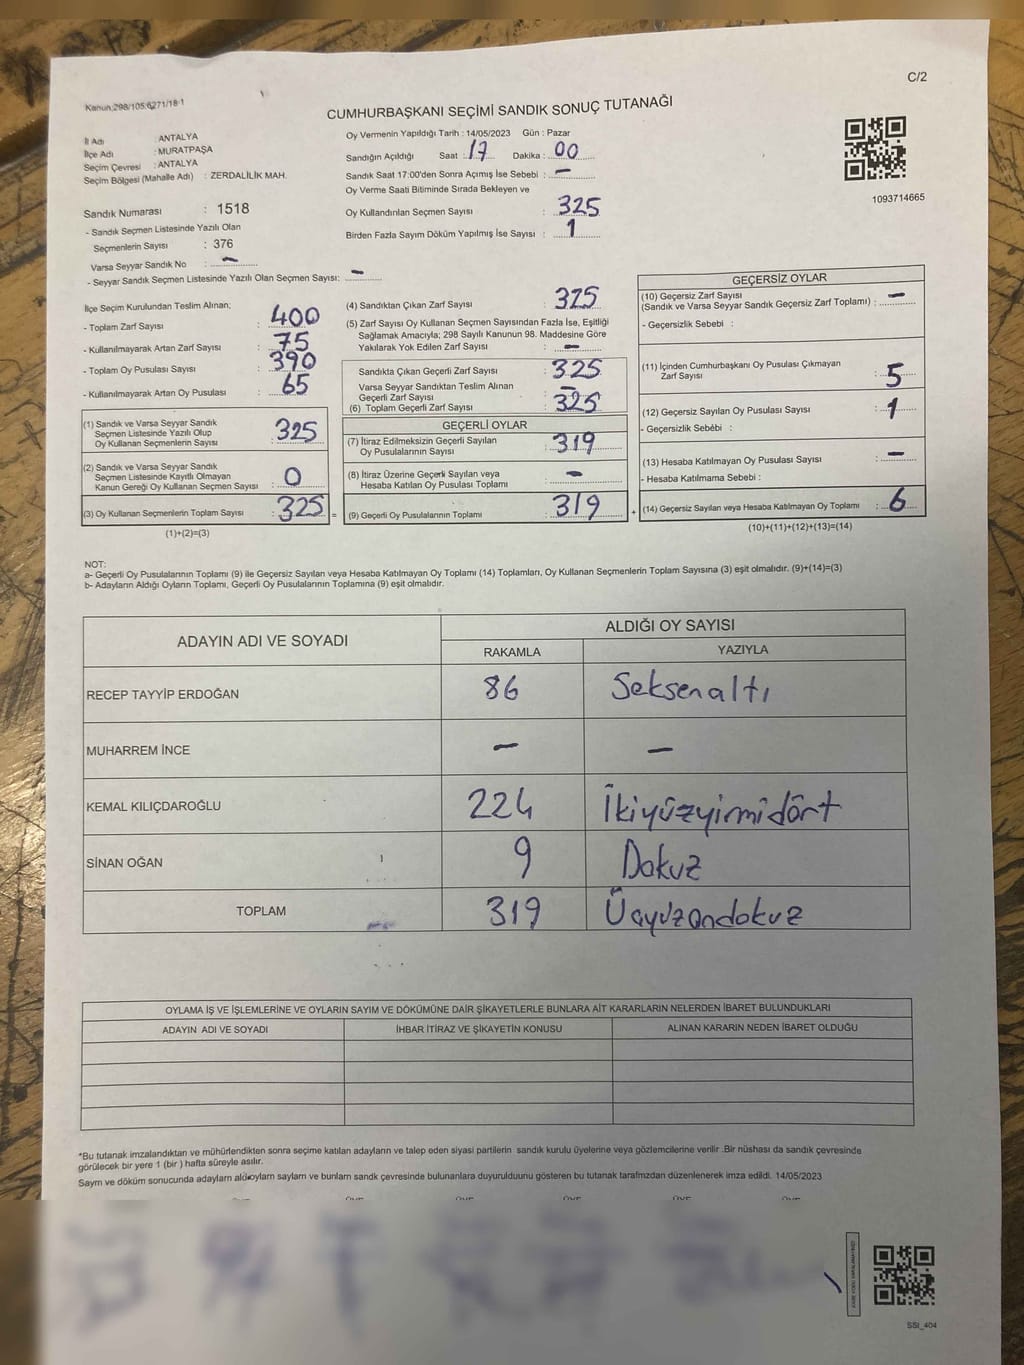 C/2
Kanun:298/105;6271/18-1
CUMHURBAŞKANI SEÇİMİ SANDIK SONUÇ TUTANAĞI
İl Adı : ANTALYA
İlçe Adı : MURATPAŞA
Seçim Çevresi : ANTALYA
Seçim Bölgesi (Mahalle Adı) : ZERDALİLİK MAH.
Oy Vermenin Yapıldığı Tarih : 14/05/2023 Gün : Pazar
Sandığın Açıldığı Saat : 17 Dakika : 00
Sandık Saat 17:00'den Sonra Açımış İse Sebebi : -
Oy Verme Saati Bitiminde Sırada Bekleyen ve
Oy Kullandırılan Seçmen Sayısı : 325
Birden Fazla Sayım Döküm Yapılmış İse Sayısı : 1
1093714665
Sandık Numarası : 1518
- Sandık Seçmen Listesinde Yazılı Olan
Seçmenlerin Sayısı : 376
Varsa Seyyar Sandık No : -
- Seyyar Sandık Seçmen Listesinde Yazılı Olan Seçmen Sayısı: -
İlçe Seçim Kurulundan Teslim Alınan;
- Toplam Zarf Sayısı : 400
- Kullanılmayarak Artan Zarf Sayısı : 75
- Toplam Oy Pusulası Sayısı : 390
- Kullanılmayarak Artan Oy Pusulası : 65
(1) Sandık ve Varsa Seyyar Sandık
Seçmen Listesinde Yazılı Olup
Oy Kullanan Seçmenlerin Sayısı : 325
(2) Sandık ve Varsa Seyyar Sandık
Seçmen Listesinde Kayıtlı Olmayan
Kanun Gereği Oy Kullanan Seçmen Sayısı : 0
(3) Oy Kullanan Seçmenlerin Toplam Sayısı : 325 =
(1)+(2)=(3)
(4) Sandıktan Çıkan Zarf Sayısı : 325
(5) Zarf Sayısı Oy Kullanan Seçmen Sayısından Fazla İse, Eşitliği
Sağlamak Amacıyla; 298 Sayılı Kanunun 98. Maddesine Göre
Yakılarak Yok Edilen Zarf Sayısı : -
Sandıkta Çıkan Geçerli Zarf Sayısı : 325
Varsa Seyyar Sandıktan Teslim Alınan
Geçerli Zarf Sayısı : -
(6) Toplam Geçerli Zarf Sayısı : 325
GEÇERLİ OYLAR
(7) İtiraz Edilmeksizin Geçerli Sayılan
Oy Pusulalarının Sayısı : 319
(8) İtiraz Üzerine Geçerli Sayılan veya
Hesaba Katılan Oy Pusulası Toplamı : -
(9) Geçerli Oy Pusulalarının Toplamı : 319 +
GEÇERSİZ OYLAR
(10) Geçersiz Zarf Sayısı
(Sandık ve Varsa Seyyar Sandık Geçersiz Zarf Toplamı) : -
- Geçersizlik Sebebi :
(11) İçinden Cumhurbaşkanı Oy Pusulası Çıkmayan
Zarf Sayısı : 5
(12) Geçersiz Sayılan Oy Pusulası Sayısı : 1
- Geçersizlik Sebebi :
(13) Hesaba Katılmayan Oy Pusulası Sayısı : -
- Hesaba Katılmama Sebebi :
(14) Geçersiz Sayılan veya Hesaba Katılmayan Oy Toplamı : 6
(10)+(11)+(12)+(13)=(14)
NOT:
a- Geçerli Oy Pusulalarının Toplamı (9) ile Geçersiz Sayılan veya Hesaba Katılmayan Oy Toplamı (14) Toplamları, Oy Kullanan Seçmenlerin Toplam Sayısına (3) eşit olmalıdır. (9)+(14)=(3)
b- Adayların Aldığı Oyların Toplamı, Geçerli Oy Pusulalarının Toplamına (9) eşit olmalıdır.
ADAYIN ADI VE SOYADI ALDIĞI OY SAYISI
RAKAMLA YAZIYLA
RECEP TAYYİP ERDOĞAN 86 Seksenaltı
MUHARREM İNCE - -
KEMAL KILIÇDAROĞLU 224 İkiyüzyirmidört
SİNAN OĞAN 9 Dokuz
TOPLAM 319 Üçyüzondokuz
OYLAMA İŞ VE İŞLEMLERİNE VE OYLARIN SAYIM VE DÖKÜMÜNE DAİR ŞİKAYETLERLE BUNLARA AİT KARARLARIN NELERDEN İBARET BULUNDUKLARI
ADAYIN ADI VE SOYADI İHBAR İTİRAZ VE ŞİKAYETİN KONUSU ALINAN KARARIN NEDEN İBARET OLDUĞU
*Bu tutanak imzalandıktan ve mühürlendikten sonra seçime katılan adayların ve talep eden siyasi partilerin sandık kurulu üyelerine veya gözlemcilerine verilir .Bir nüshası da sandık çevresinde
görülecek bir yere 1 (bir ) hafta süreyle asılır.
Sayım ve döküm sonucunda adayların aldı oyların sayıları ve bunların sandık çevresinde bulunanlara duyurulduunu gösteren bu tutanak tarafımızdan düzenlenerek imza edildi. 14/05/2023
SSI_404